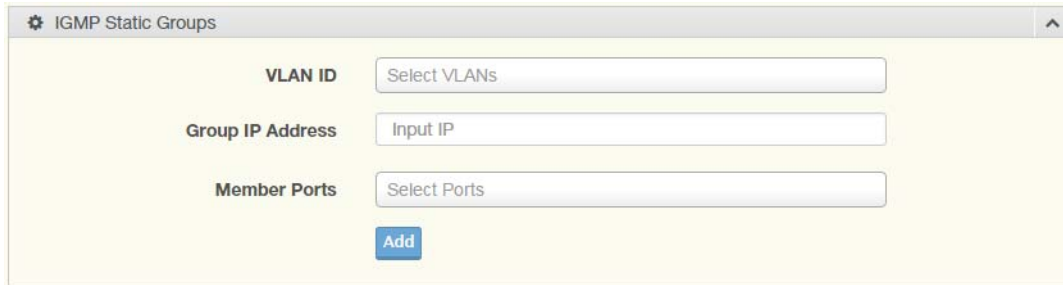 IGMP Static Groups
VLAN ID Select VLANs
Group IP Address Input IP
Member Ports Select Ports
Add